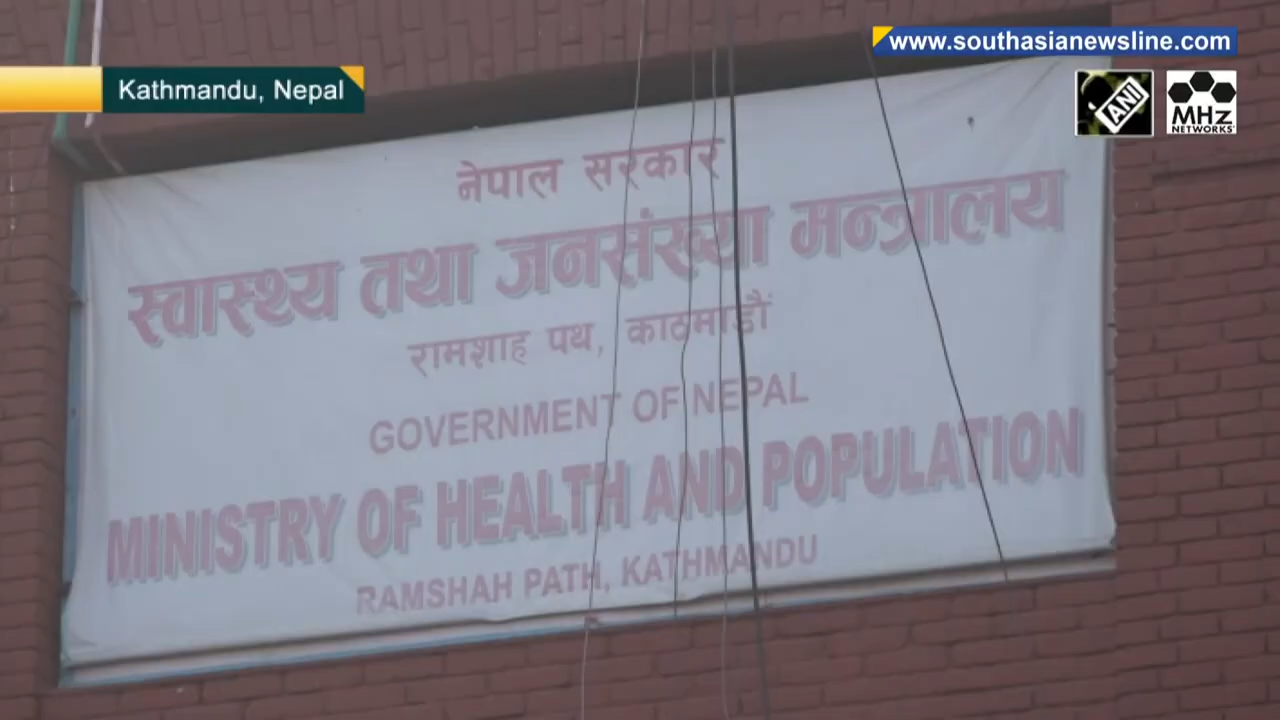 www.southasianewsline.com
Kathmandu, Nepal
ANI
MHz
NETWORKS
नेपाल सरकार
स्वास्थ्य तथा जनसंख्या मन्त्रालय
रामशाह पथ, काठमाडौं
GOVERNMENT OF NEPAL
MINISTRY OF HEALTH AND POPULATION
RAMSHAH PATH, KATHMANDU